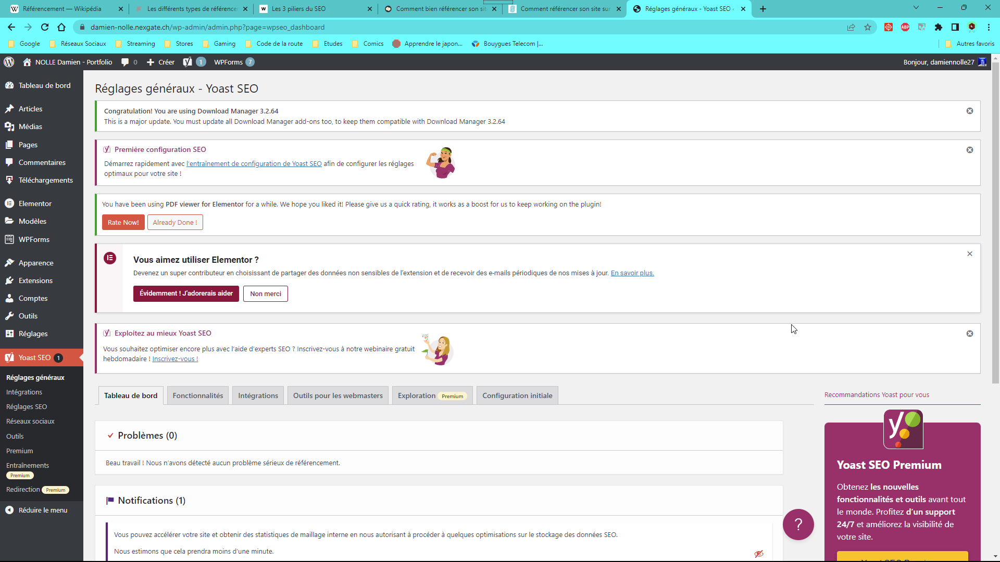 Référencement — Wikipédia
Les différents types de référence
Les 3 piliers du SEO
Comment bien référencer son sit
Comment référencer son site sur
Réglages généraux - Yoast SEO
damien-nolle.nexgate.ch/wp-admin/admin.php?page=wpseo_dashboard
ABP
Google
Réseaux Sociaux
Streaming
Stores
Gaming
Code de la route
Etudes
Comics
Apprendre le japon...
Bouygues Telecom |...
Autres favoris
NOLLE Damien - Portfolio
0
Créer
1
WPForms 7
Bonjour, damiennolle27
Tableau de bord
Articles
Médias
Pages
Commentaires
Téléchargements
Elementor
Modèles
WPForms
Apparence
Extensions
Comptes
Outils
Réglages
Yoast SEO 1
Réglages généraux
Intégrations
Réglages SEO
Réseaux sociaux
Outils
Premium
Entraînements
Premium
Redirection Premium
Réduire le menu
Réglages généraux - Yoast SEO
Congratulation! You are using Download Manager 3.2.64
This is a major update. You must update all Download Manager add-ons too, to keep them compatible with Download Manager 3.2.64
Première configuration SEO
Démarrez rapidement avec l'entraînement de configuration de Yoast SEO afin de configurer les réglages
optimaux pour votre site !
You have been using PDF viewer for Elementor for a while. We hope you liked it! Please give us a quick rating, it works as a boost for us to keep working on the plugin!
Rate Now!
Already Done !
Vous aimez utiliser Elementor ?
Devenez un super contributeur en choisissant de partager des données non sensibles de l'extension et de recevoir des e-mails périodiques de nos mises à jour. En savoir plus.
Évidemment ! J'adorerais aider
Non merci
Exploitez au mieux Yoast SEO
Vous souhaitez optimiser encore plus avec l'aide d'experts SEO ? Inscrivez-vous à notre webinaire gratuit
hebdomadaire ! Inscrivez-vous !
Tableau de bord
Fonctionnalités
Intégrations
Outils pour les webmasters
Exploration Premium
Configuration initiale
Problèmes (0)
Beau travail ! Nous n'avons détecté aucun problème sérieux de référencement.
Notifications (1)
Vous pouvez accélérer votre site et obtenir des statistiques de maillage interne en nous autorisant à procéder à quelques optimisations sur le stockage des données SEO.
Nous estimons que cela prendra moins d'une minute.
Recommandations Yoast pour vous
Yoast SEO Premium
Obtenez les nouvelles
fonctionnalités et outils avant tout
le monde. Profitez d'un support
24/7 et améliorez la visibilité de
votre site.
?